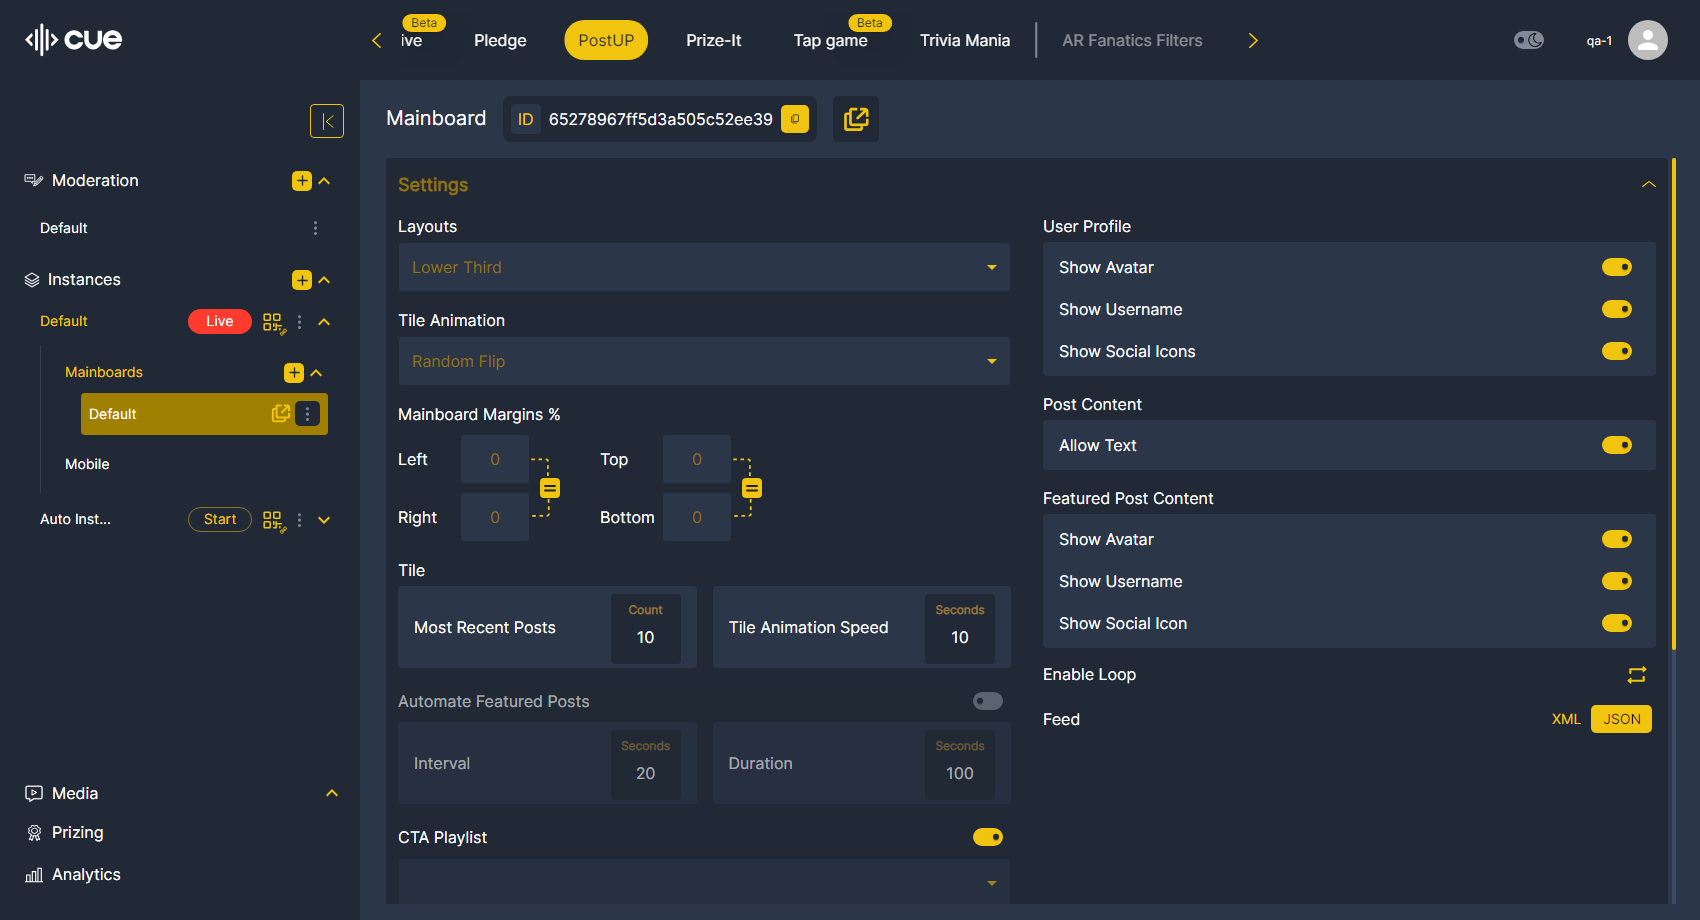 cue
Beta
ive
Pledge
PostUP
Prize-It
Beta
Tap game
Trivia Mania
AR Fanatics Filters
qa-1
Moderation
Default
Instances
Default
Live
Mainboards
Default
Mobile
Auto Inst...
Start
Media
Prizing
Analytics
Mainboard
ID
65278967ff5d3a505c52ee39
Settings
Layouts
Lower Third
Tile Animation
Random Flip
Mainboard Margins %
Left
0
Top
0
Right
0
Bottom
0
Tile
Most Recent Posts
Count
10
Tile Animation Speed
Seconds
10
Automate Featured Posts
Interval
Seconds
20
Duration
Seconds
100
CTA Playlist
User Profile
Show Avatar
Show Username
Show Social Icons
Post Content
Allow Text
Featured Post Content
Show Avatar
Show Username
Show Social Icon
Enable Loop
Feed
XML
JSON